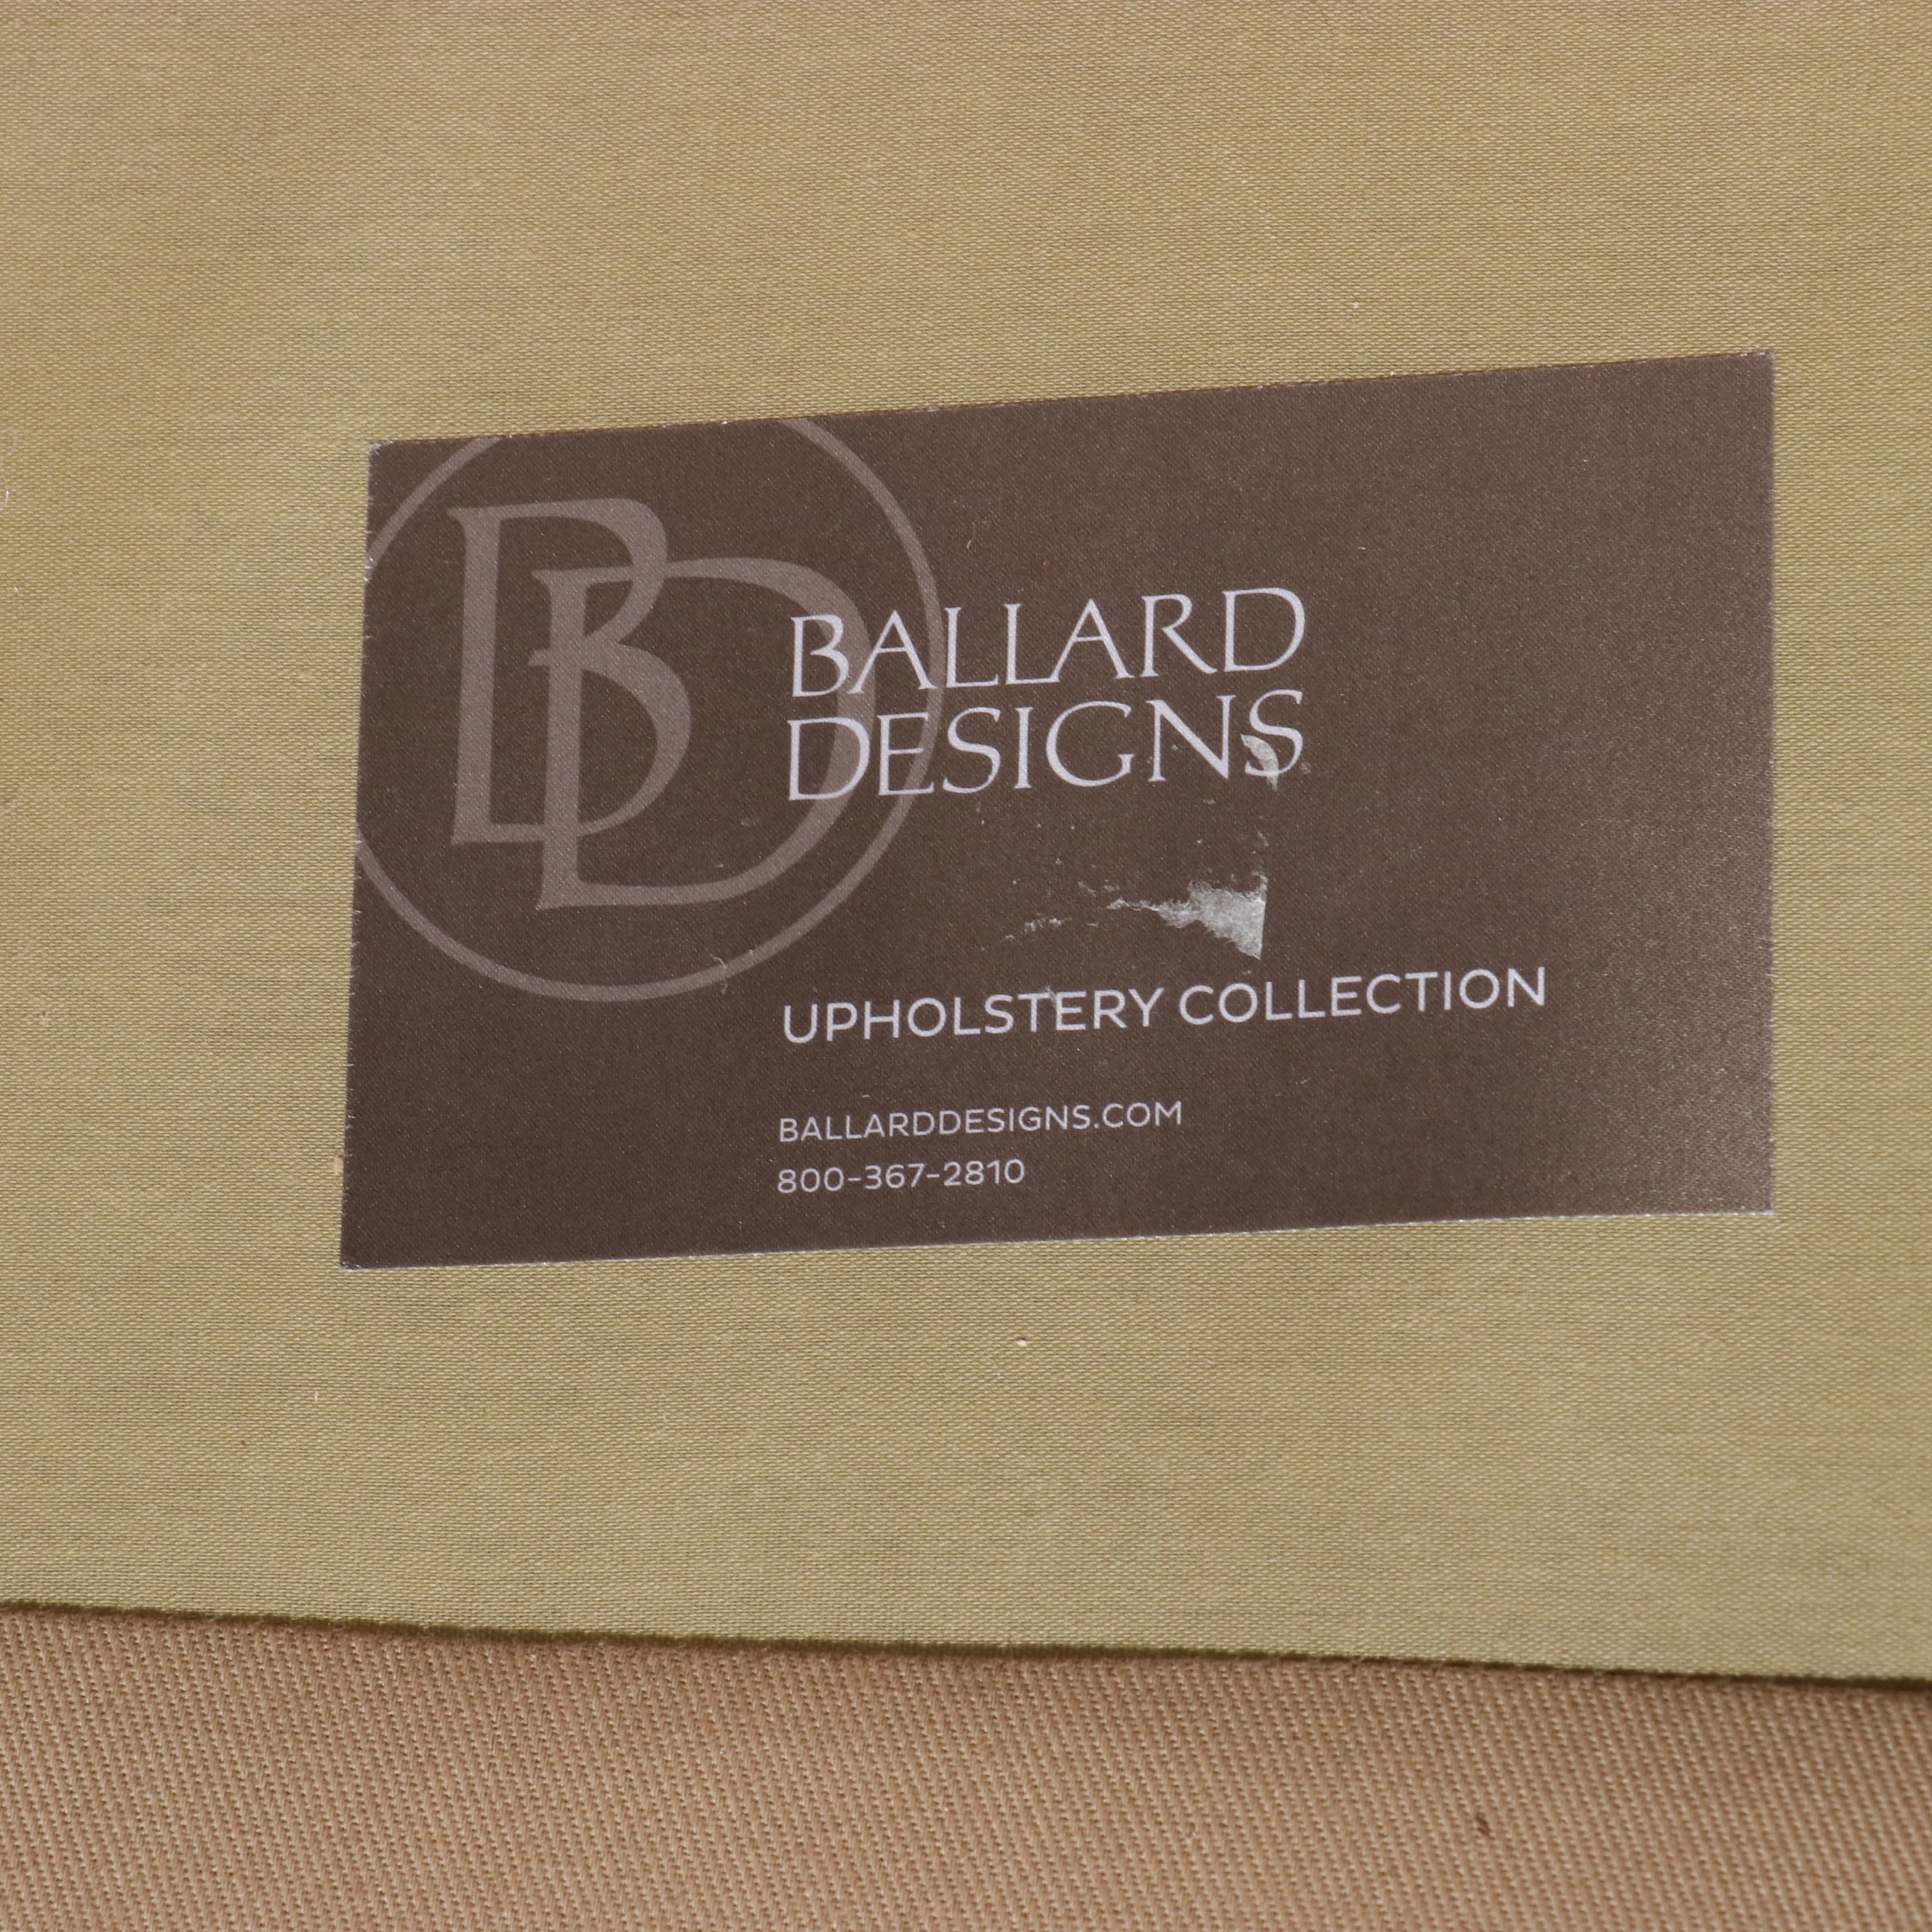 BD
BALLARD
DESIGNS
UPHOLSTERY COLLECTION
BALLARDDESIGNS.COM
800-367-2810